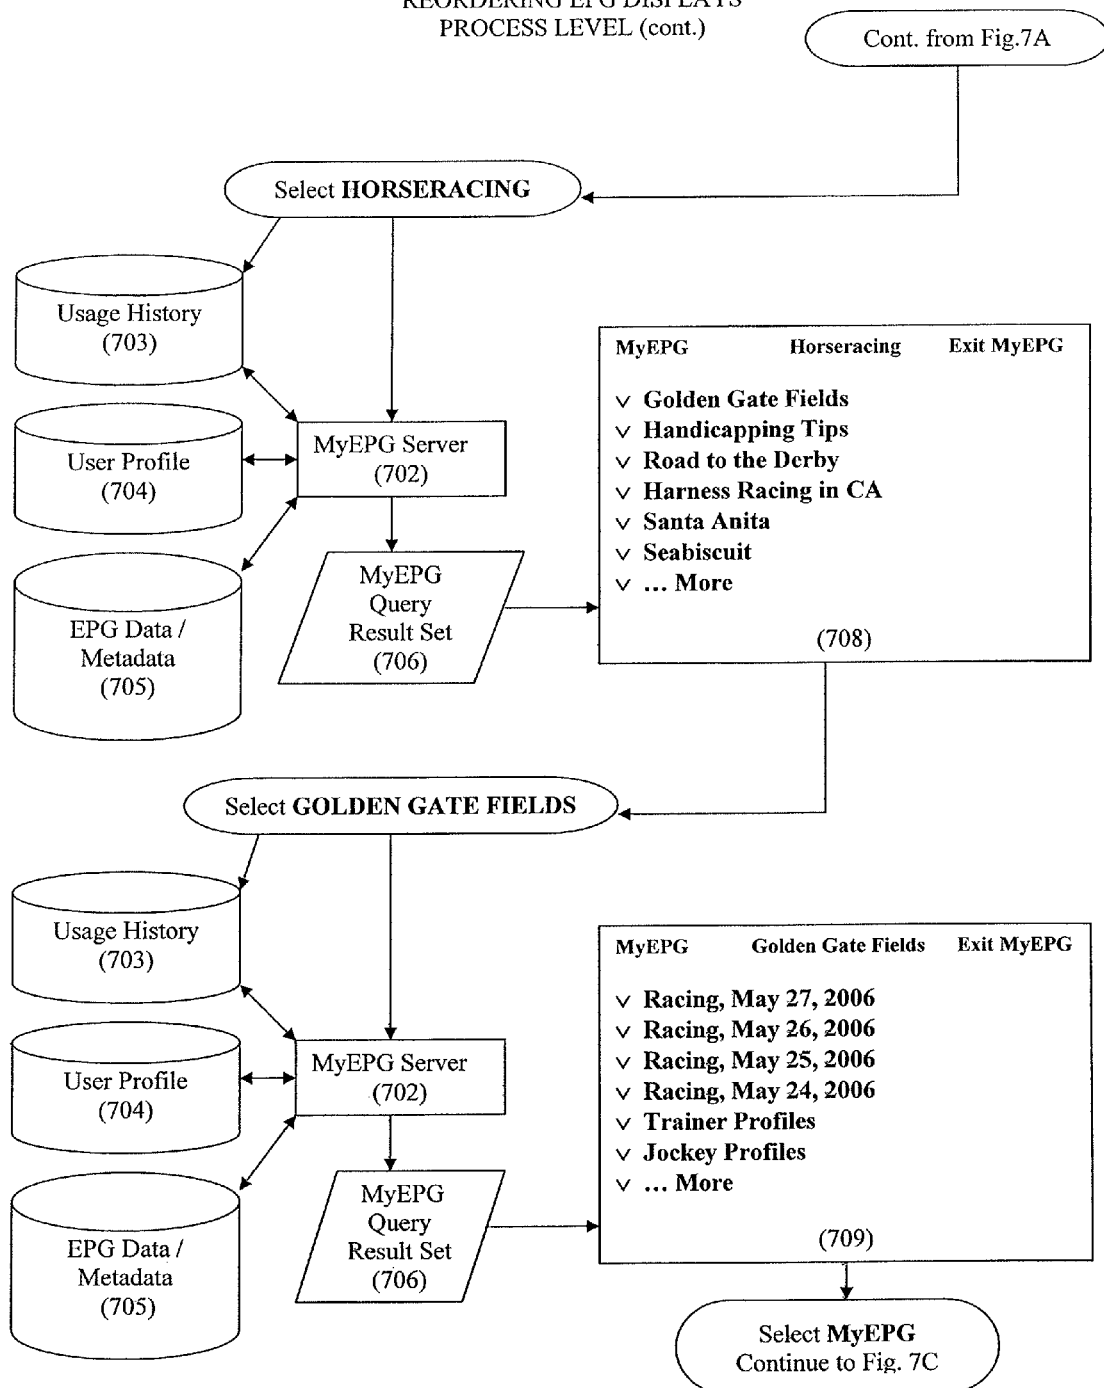 REORDERING EPG DISPLAYS
PROCESS LEVEL (cont.)
Cont. from Fig.7A
Select HORSERACING
Usage History
(703)
User Profile
(704)
EPG Data /
Metadata
(705)
MyEPG Server
(702)
MyEPG
Query
Result Set
(706)
MyEPG Horseracing Exit MyEPG
v Golden Gate Fields
v Handicapping Tips
v Road to the Derby
v Harness Racing in CA
v Santa Anita
v Seabiscuit
v ... More
(708)
Select GOLDEN GATE FIELDS
Usage History
(703)
User Profile
(704)
EPG Data /
Metadata
(705)
MyEPG Server
(702)
MyEPG
Query
Result Set
(706)
MyEPG Golden Gate Fields Exit MyEPG
v Racing, May 27, 2006
v Racing, May 26, 2006
v Racing, May 25, 2006
v Racing, May 24, 2006
v Trainer Profiles
v Jockey Profiles
v ... More
(709)
Select MyEPG
Continue to Fig. 7C